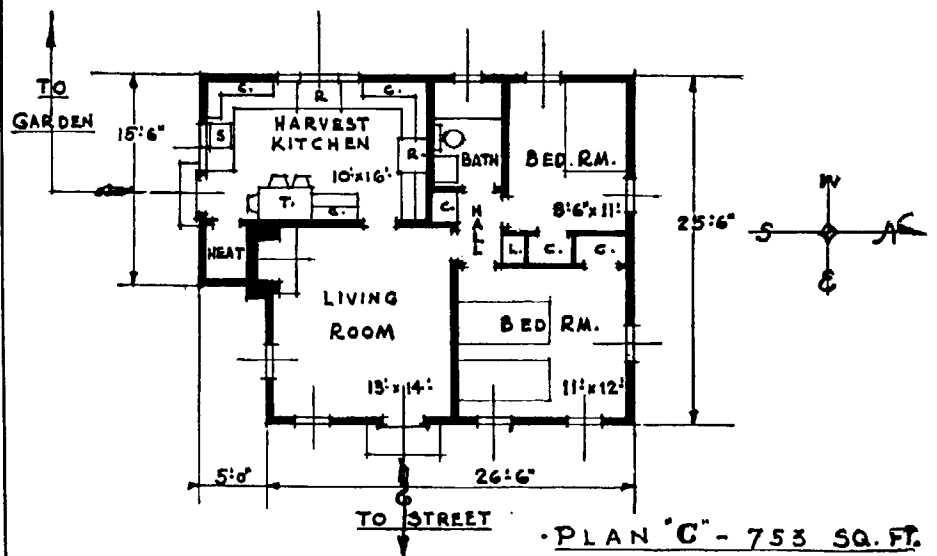 TO
GARDEN
15'-6"
C.
R
C.
HARVEST
KITCHEN
S
R
10'x16'
T.
C.
BATH
BED. RM.
8'-6"x11'
C.
HALL
HEAT
L.
C.
C.
25'-6"
W
S
N
E
LIVING
ROOM
13'x14'
BED RM.
11'x12'
5'-0"
26'-6"
TO STREET
·PLAN "C" - 753 SQ. FT.